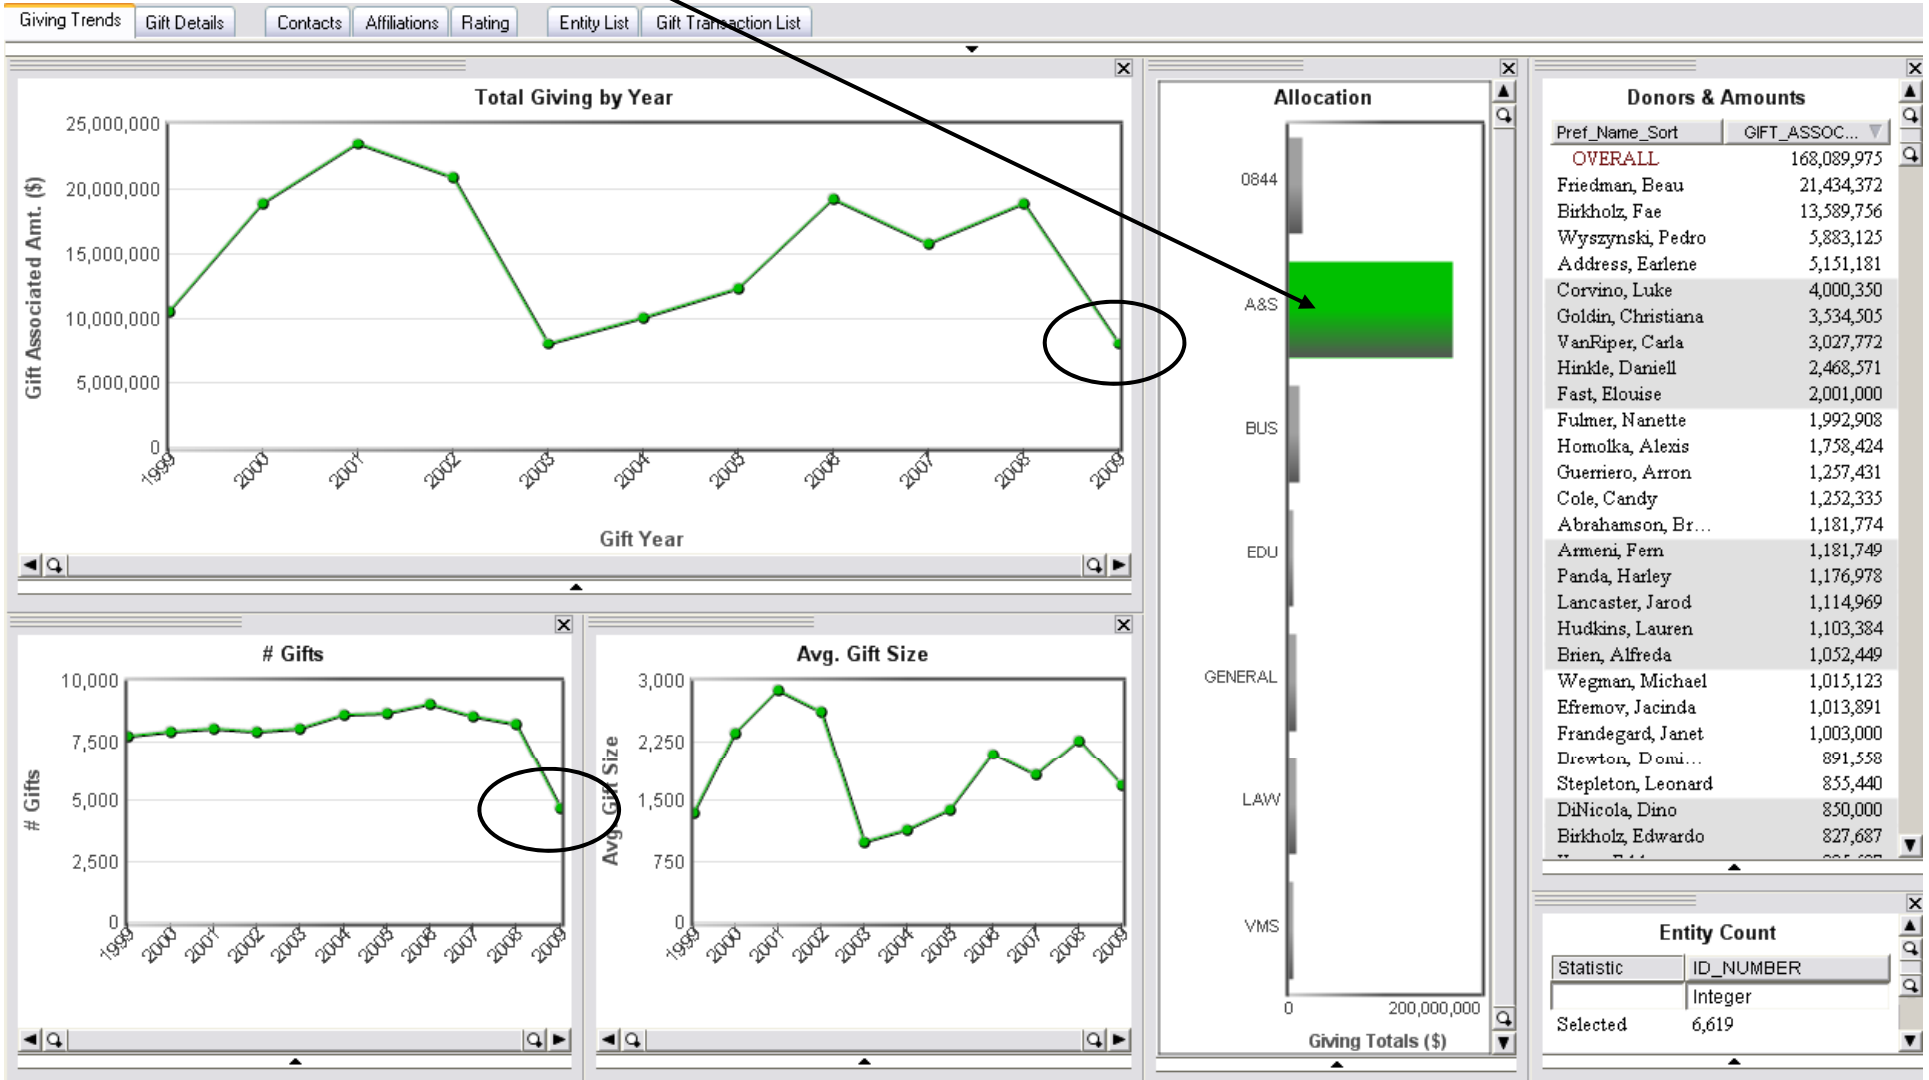 Giving Trends Gift Details Contacts Affiliations Rating Entity List Gift Transaction List
Total Giving by Year
Gift Associated Amt. ($)
25,000,000
20,000,000
15,000,000
10,000,000
5,000,000
0
1999 2000 2001 2002 2003 2004 2005 2006 2007 2008 2009
Gift Year
# Gifts
# Gifts
10,000
7,500
5,000
2,500
0
1999 2000 2001 2002 2003 2004 2005 2006 2007 2008 2009
Avg. Gift Size
Avg. Gift Size
3,000
2,250
1,500
750
0
1999 2000 2001 2002 2003 2004 2005 2006 2007 2008 2009
Allocation
0844
A&S
BUS
EDU
GENERAL
LAW
VMS
0 200,000,000
Giving Totals ($)
Donors & Amounts
Pref_Name_Sort GIFT_ASSOC...
OVERALL 168,089,975
Friedman, Beau 21,434,372
Birkholz, Fae 13,589,756
Wyszynski, Pedro 5,883,125
Address, Earlene 5,151,181
Corvino, Luke 4,000,350
Goldin, Christiana 3,534,505
VanRiper, Carla 3,027,772
Hinkle, Daniell 2,468,571
Fast, Elouise 2,001,000
Fulmer, Nanette 1,992,908
Homolka, Alexis 1,758,424
Guerriero, Arron 1,257,431
Cole, Candy 1,252,335
Abrahamson, Br... 1,181,774
Armeni, Fern 1,181,749
Panda, Harley 1,176,978
Lancaster, Jarod 1,114,969
Hudkins, Lauren 1,103,384
Brien, Alfreda 1,052,449
Wegman, Michael 1,015,123
Efremov, Jacinda 1,013,891
Frandegard, Janet 1,003,000
Drewton, Domi... 891,558
Stepleton, Leonard 855,440
DiNicola, Dino 850,000
Birkholz, Edwardo 827,687
Entity Count
Statistic ID_NUMBER
Integer
Selected 6,619